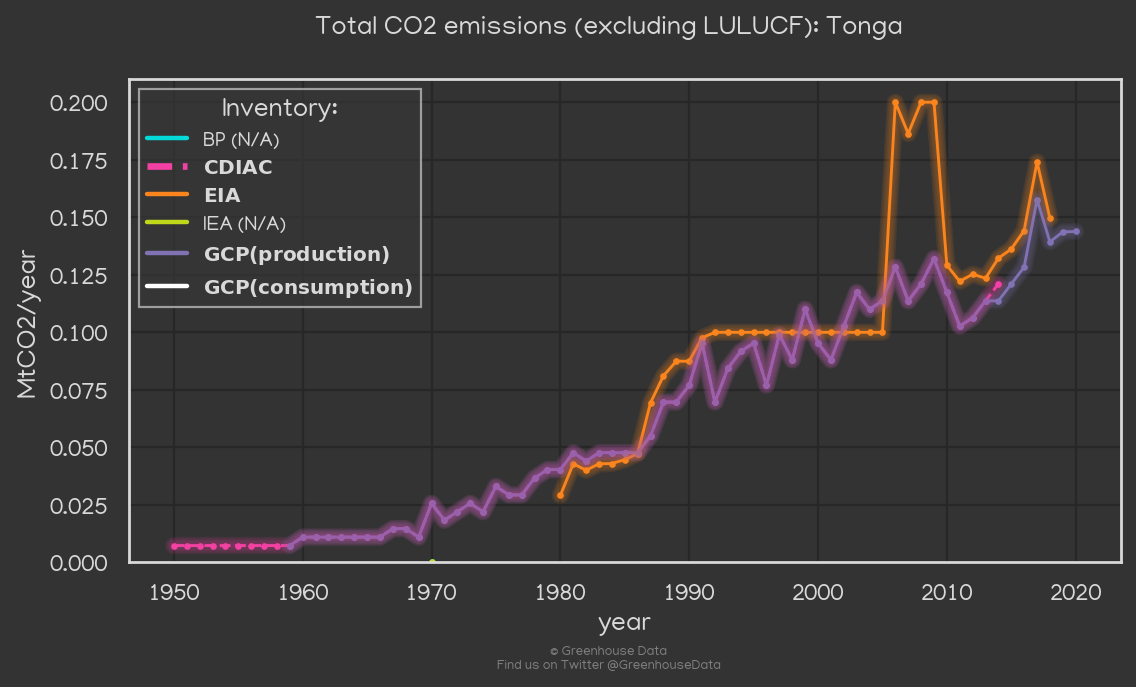 Total CO2 emissions (excluding LULUCF): Tonga
Inventory:
BP (N/A)
CDIAC
EIA
IEA (N/A)
GCP(production)
GCP(consumption)
MtCO2/year
0.200
0.175
0.150
0.125
0.100
0.075
0.050
0.025
0.000
1950 1960 1970 1980 1990 2000 2010 2020
year
© Greenhouse Data
Find us on Twitter @GreenhouseData